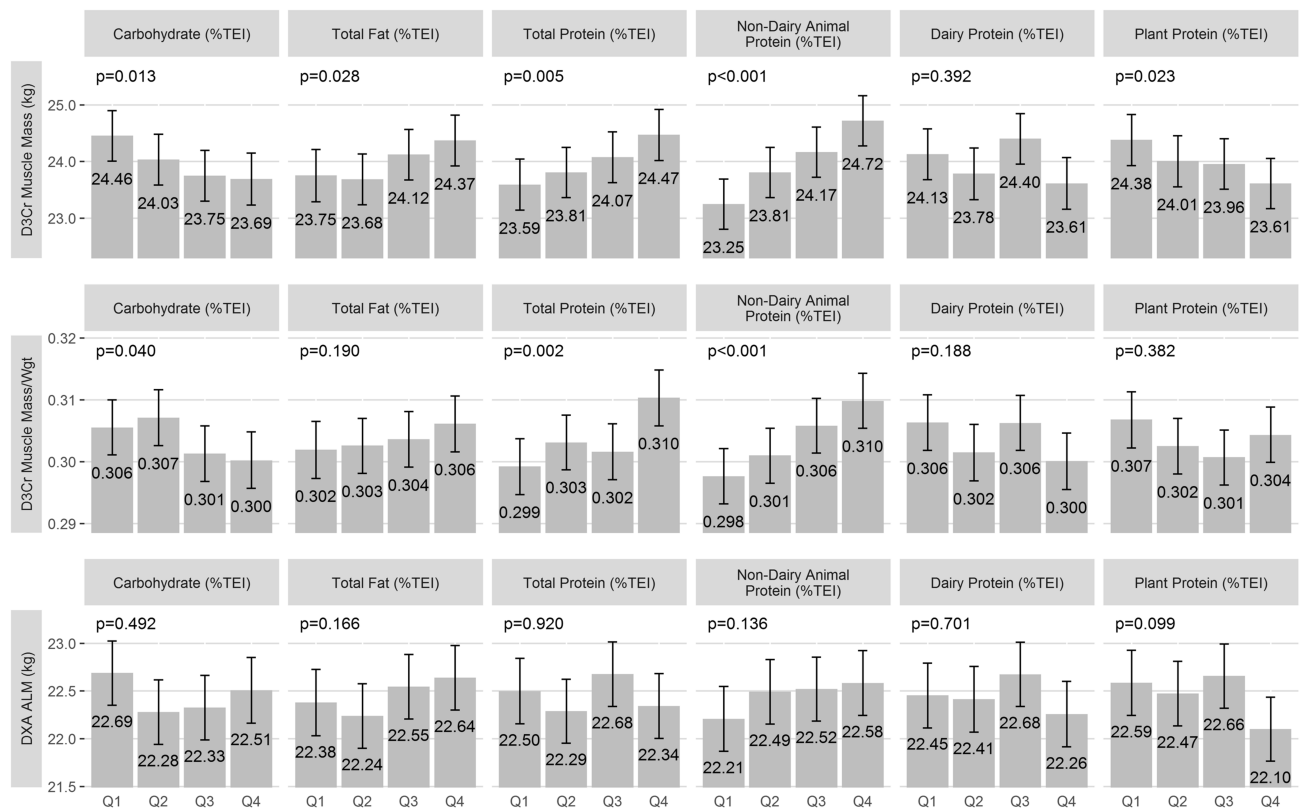 Carbohydrate (%TEI) Total Fat (%TEI) Total Protein (%TEI) Non-Dairy Animal Dairy Protein (%TEI) Plant Protein (%TEI)
Protein (%TEI)
D3Cr Muscle Mass (kg)
p=0.013 p=0.028 p=0.005 p<0.001 p=0.392 p=0.023
25.0
24.0
23.0
24.46 24.03 23.75 23.69 23.75 23.68 24.12 24.37 23.59 23.81 24.07 24.47 23.25 23.81 24.17 24.72 24.13 23.78 24.40 23.61 24.38 24.01 23.96 23.61
Carbohydrate (%TEI) Total Fat (%TEI) Total Protein (%TEI) Non-Dairy Animal Dairy Protein (%TEI) Plant Protein (%TEI)
Protein (%TEI)
D3Cr Muscle Mass/Wgt
p=0.040 p=0.190 p=0.002 p<0.001 p=0.188 p=0.382
0.32
0.31
0.30
0.29
0.306 0.307 0.301 0.300 0.302 0.303 0.304 0.306 0.299 0.303 0.302 0.310 0.298 0.301 0.306 0.310 0.306 0.302 0.306 0.300 0.307 0.302 0.301 0.304
Carbohydrate (%TEI) Total Fat (%TEI) Total Protein (%TEI) Non-Dairy Animal Dairy Protein (%TEI) Plant Protein (%TEI)
Protein (%TEI)
DXA ALM (kg)
p=0.492 p=0.166 p=0.920 p=0.136 p=0.701 p=0.099
23.0
22.5
22.0
21.5
22.69 22.28 22.33 22.51 22.38 22.24 22.55 22.64 22.50 22.29 22.68 22.34 22.21 22.49 22.52 22.58 22.45 22.41 22.68 22.26 22.59 22.47 22.66 22.10
Q1 Q2 Q3 Q4 Q1 Q2 Q3 Q4 Q1 Q2 Q3 Q4 Q1 Q2 Q3 Q4 Q1 Q2 Q3 Q4 Q1 Q2 Q3 Q4